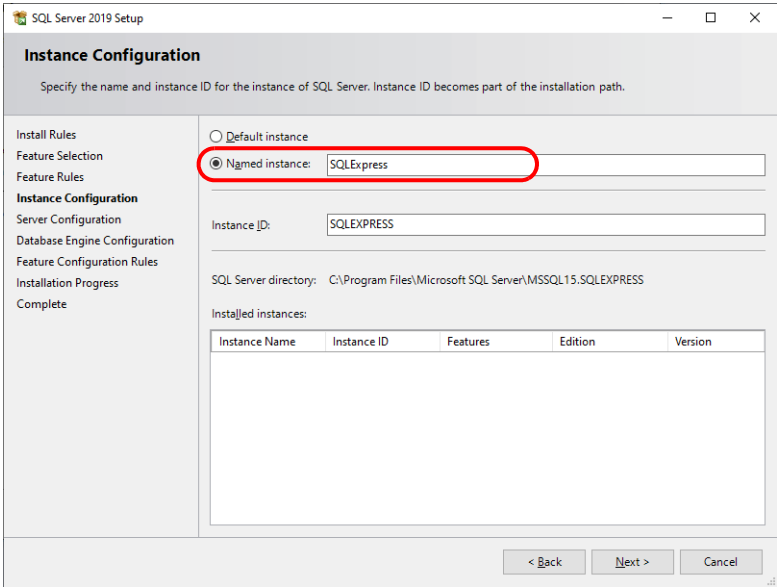 SQL Server 2019 Setup
Instance Configuration
Specify the name and instance ID for the instance of SQL Server. Instance ID becomes part of the installation path.
Install Rules
Feature Selection
Feature Rules
Instance Configuration
Server Configuration
Database Engine Configuration
Feature Configuration Rules
Installation Progress
Complete
Default instance
Named instance: SQLExpress
Instance ID: SQLEXPRESS
SQL Server directory: C:\Program Files\Microsoft SQL Server\MSSQL15.SQLEXPRESS
Installed instances:
Instance Name Instance ID Features Edition Version
< Back Next > Cancel